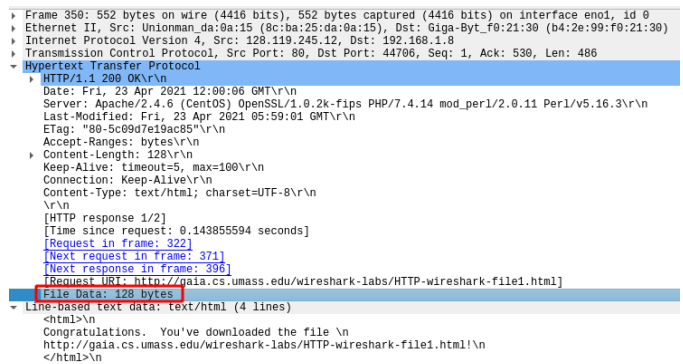 Frame 350: 552 bytes on wire (4416 bits), 552 bytes captured (4416 bits) on interface eno1, id 0
Ethernet II, Src: Unionman_da:0a:15 (8c:ba:25:da:0a:15), Dst: Giga-Byt_f0:21:30 (b4:2e:99:f0:21:30)
Internet Protocol Version 4, Src: 128.119.245.12, Dst: 192.168.1.8
Transmission Control Protocol, Src Port: 80, Dst Port: 44706, Seq: 1, Ack: 530, Len: 486
Hypertext Transfer Protocol
HTTP/1.1 200 OK\r\n
Date: Fri, 23 Apr 2021 12:00:06 GMT\r\n
Server: Apache/2.4.6 (CentOS) OpenSSL/1.0.2k-fips PHP/7.4.14 mod_perl/2.0.11 Perl/v5.16.3\r\n
Last-Modified: Fri, 23 Apr 2021 05:59:01 GMT\r\n
ETag: "80-5c09d7e19ac85"\r\n
Accept-Ranges: bytes\r\n
Content-Length: 128\r\n
Keep-Alive: timeout=5, max=100\r\n
Connection: Keep-Alive\r\n
Content-Type: text/html; charset=UTF-8\r\n
\r\n
[HTTP response 1/2]
[Time since request: 0.143855594 seconds]
[Request in frame: 322]
[Next request in frame: 371]
[Next response in frame: 396]
[Request URI: http://gaia.cs.umass.edu/wireshark-labs/HTTP-wireshark-file1.html]
File Data: 128 bytes
Line-based text data: text/html (4 lines)
<html>\n
Congratulations.  You've downloaded the file \n
http://gaia.cs.umass.edu/wireshark-labs/HTTP-wireshark-file1.html!\n
</html>\n